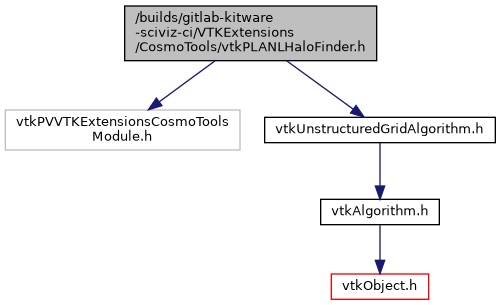 /builds/gitlab-kitware
-sciviz-ci/VTKExtensions
/CosmoTools/vtkPLANLHaloFinder.h
vtkPVVTKExtensionsCosmoTools
Module.h
vtkUnstructuredGridAlgorithm.h
vtkAlgorithm.h
vtkObject.h